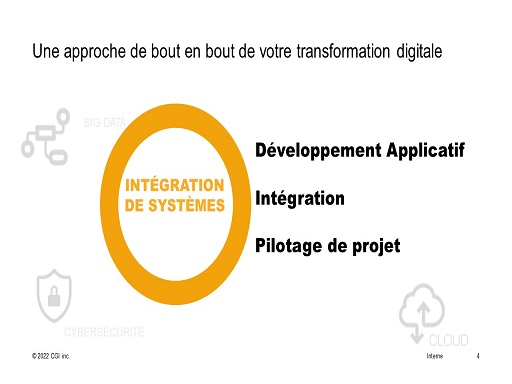 Une approche de bout en bout de votre transformation digitale
BIG DATA
INTÉGRATION
DE SYSTÈMES
Développement Applicatif
Intégration
Pilotage de projet
CYBERSÉCURITÉ
CLOUD
© 2022 CGI inc.
Interne
4